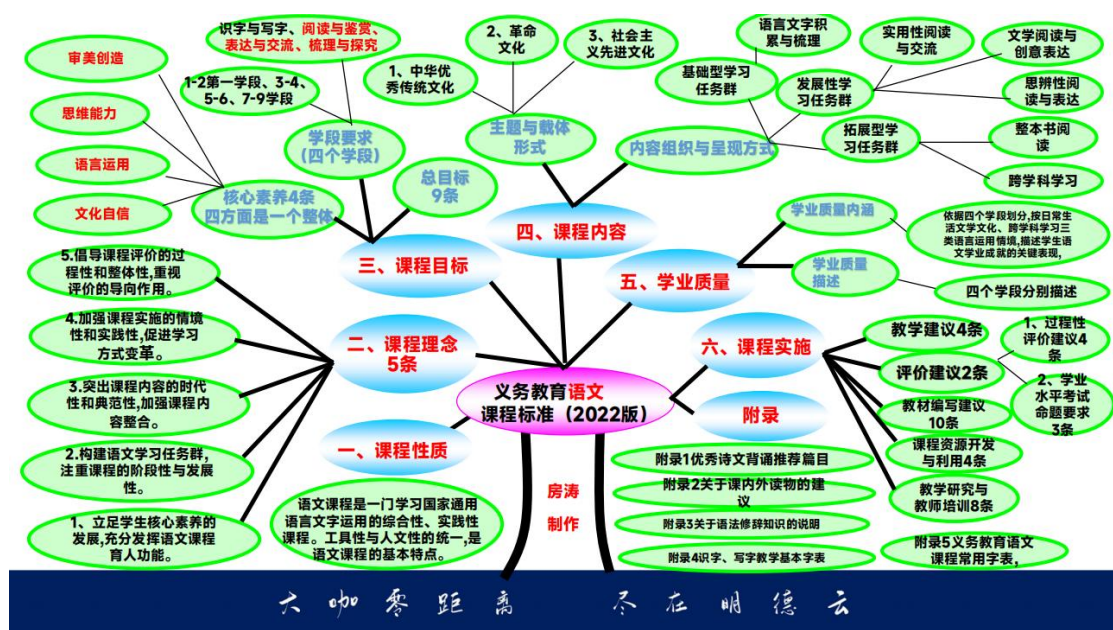 识字与写字、阅读与鉴赏、
表达与交流、梳理与探究
1-2第一学段、3-4、
5-6、7-9学段
学段要求
(四个学段)
审美创造
思维能力
语言运用
文化自信
核心素养4条
四方面是一个整体
总目标
9条
三、课程目标
2、革命
文化
3、社会主
义先进文化
1、中华优
秀传统文化
主题与载体
形式
内容组织与呈现方式
四、课程内容
语言文字积
累与梳理
基础型学习
任务群
实用性阅读
与交流
文学阅读与
创意表达
发展性学
习任务群
思辨性阅
读与表达
拓展型学
习任务群
整本书阅
读
跨学科学习
学业质量内涵
依据四个学段划分,按日常生
活文学文化、跨学科学习三
类语言运用情境,描述学生语
文学业成就的关键表现,
学业质量
描述
四个学段分别描述
五、学业质量
5.倡导课程评价的过
程性和整体性,重视
评价的导向作用。
4.加强课程实施的情境
性和实践性,促进学习
方式变革。
3.突出课程内容的时代
性和典范性,加强课程内
容整合。
2.构建语文学习任务群,
注重课程的阶段性与发展
性。
1、立足学生核心素养的
发展,充分发挥语文课程
育人功能。
二、课程理念
5条
义务教育语文
课程标准（2022版）
六、课程实施
教学建议4条
评价建议2条
1、过程性
评价建议4
条
2、学业
水平考试
命题要求
3条
教材编写建议
10条
课程资源开发
与利用4条
教学研究与
教师培训8条
附录
一、课程性质
语文课程是一门学习国家通用
语言文字运用的综合性、实践性
课程。工具性与人文性的统一,是
语文课程的基本特点。
房涛
制作
附录1优秀诗文背诵推荐篇目
附录2关于课内外读物的建
议
附录3关于语法修辞知识的说明
附录4识字、写字教学基本字表
附录5义务教育语文
课程常用字表,
大咖零距离 尽在明德云